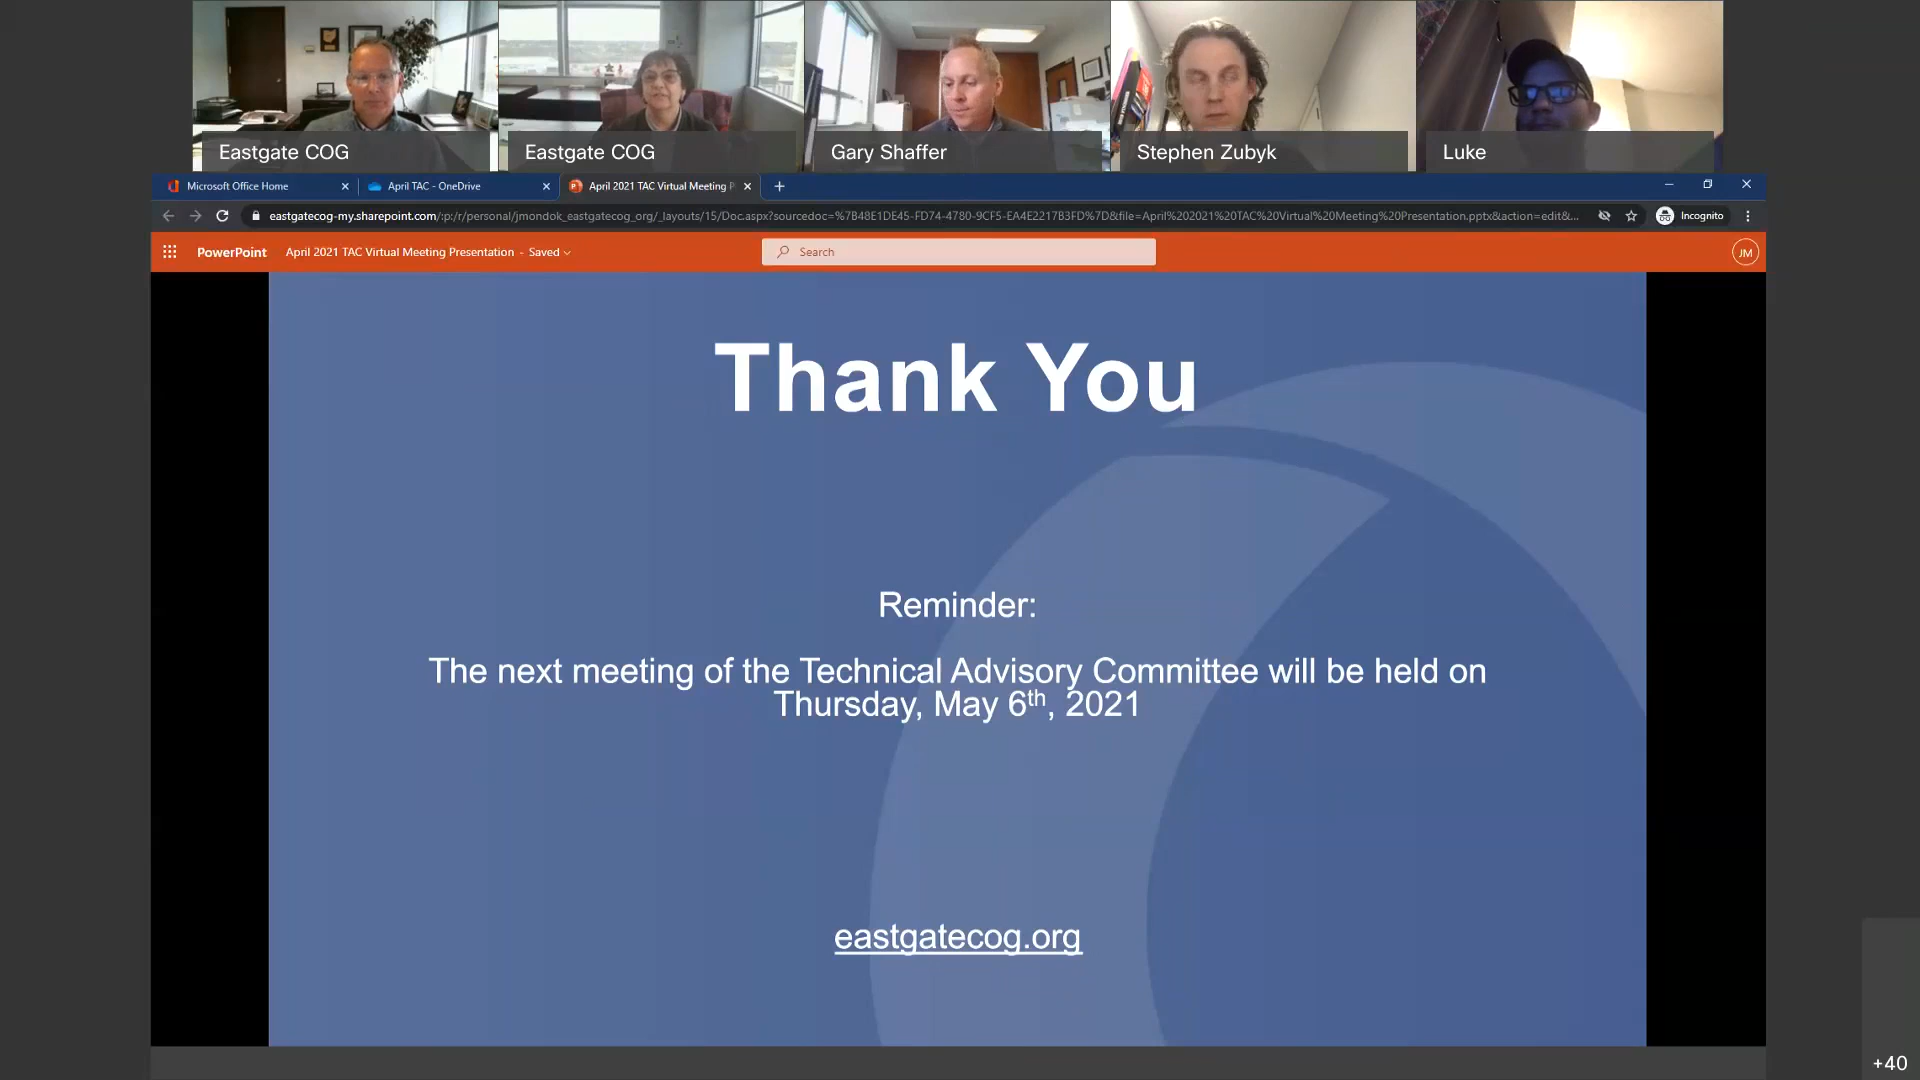 Eastgate COG
Eastgate COG
Gary Shaffer
Stephen Zubyk
Luke
Microsoft Office Home
April TAC - OneDrive
April 2021 TAC Virtual Meeting P
eastgatecog-my.sharepoint.com/:p:/r/personal/jmondok_eastgatecog_org/_layouts/15/Doc.aspx?sourcedoc=%7B48E1DE45-FD74-4780-9CF5-EA4E2217B3FD%7D&file=April%202021%20TAC%20Virtual%20Meeting%20Presentation.pptx&action=edit&...
Incognito
PowerPoint
April 2021 TAC Virtual Meeting Presentation - Saved
Search
JM
Thank You
Reminder:
The next meeting of the Technical Advisory Committee will be held on
Thursday, May 6th, 2021
eastgatecog.org
+40